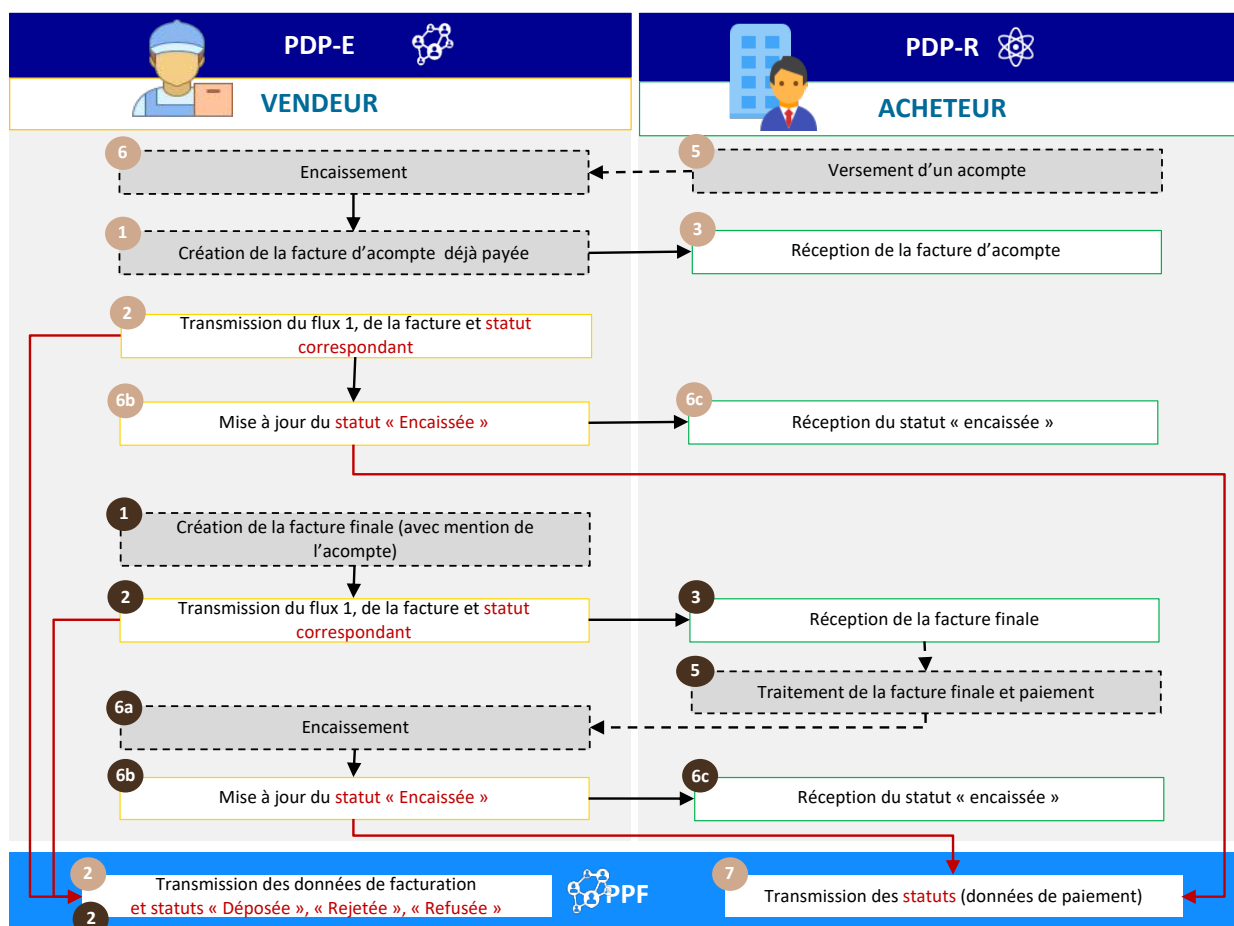 PDP-E
PDP-R
VENDEUR
ACHETEUR
6
Encaissement
5
Versement d'un acompte
1
Création de la facture d'acompte déjà payée
3
Réception de la facture d'acompte
2
Transmission du flux 1, de la facture et statut
correspondant
6b
Mise à jour du statut « Encaissée »
6c
Réception du statut « encaissée »
1
Création de la facture finale (avec mention de
l'acompte)
2
Transmission du flux 1, de la facture et statut
correspondant
3
Réception de la facture finale
5
Traitement de la facture finale et paiement
6a
Encaissement
6b
Mise à jour du statut « Encaissée »
6c
Réception du statut « encaissée »
2
Transmission des données de facturation
et statuts « Déposée », « Rejetée », « Refusée »
2
PPF
7
Transmission des statuts (données de paiement)